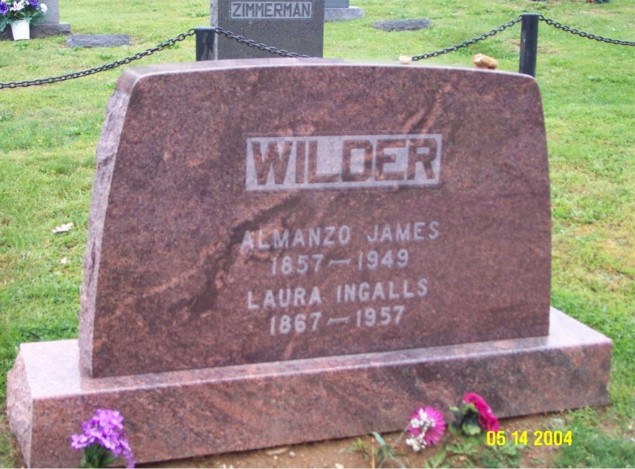 ZIMMERMAN
WILDER
ALMANZO JAMES
1857 — 1949
LAURA INGALLS
1867 — 1957
05 14 2004